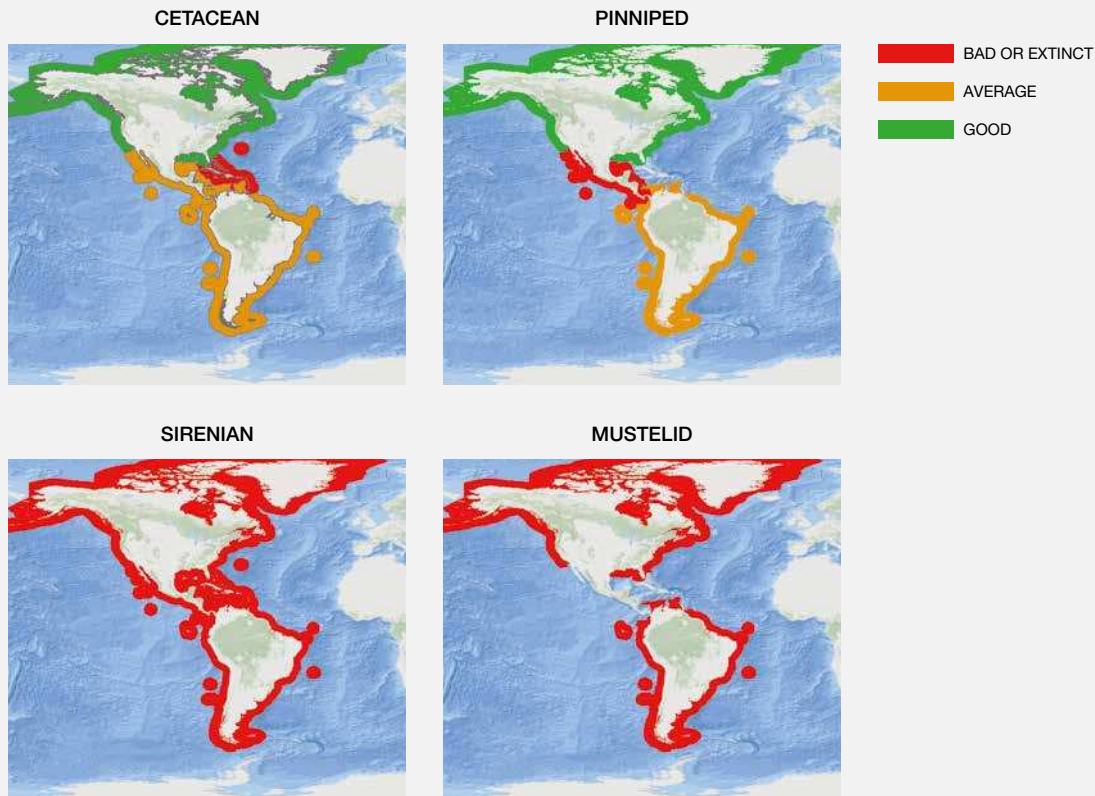 CETACEAN
PINNIPED
BAD OR EXTINCT
AVERAGE
GOOD
SIRENIAN
MUSTELID